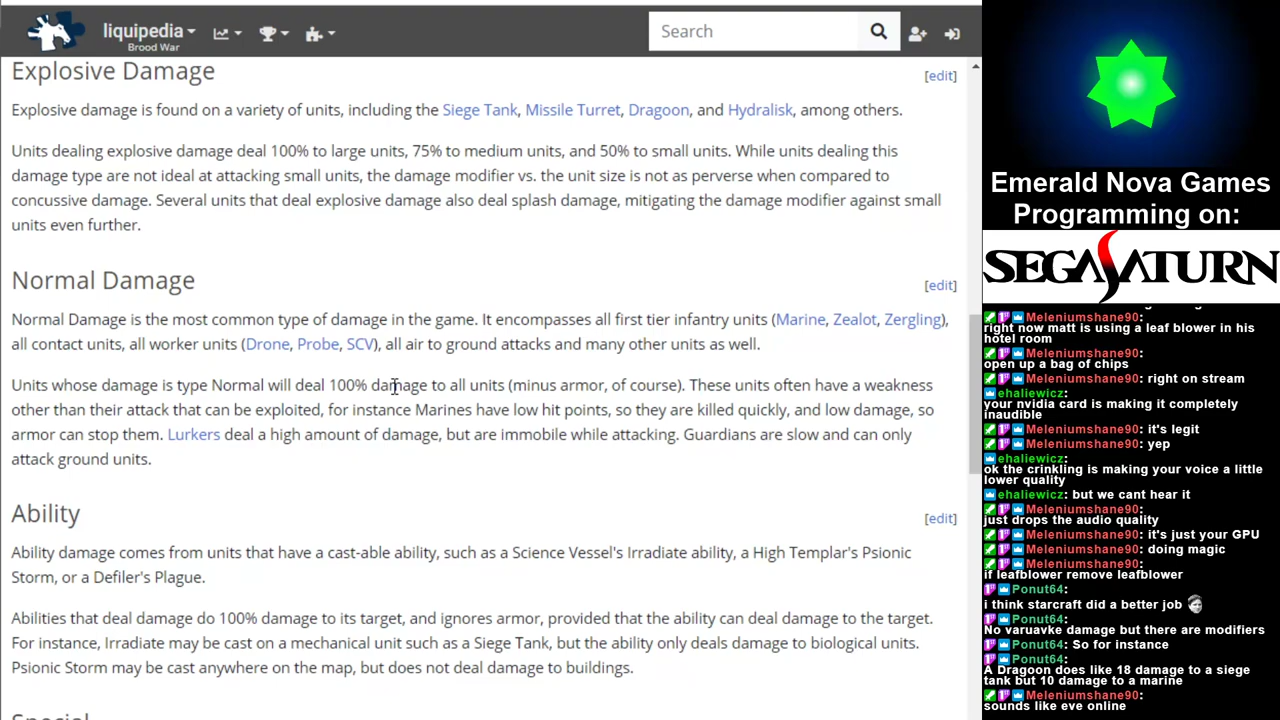 liquipedia
Brood War
Search
Explosive Damage
[edit]
Explosive damage is found on a variety of units, including the Siege Tank, Missile Turret, Dragoon, and Hydralisk, among others.
Units dealing explosive damage deal 100% to large units, 75% to medium units, and 50% to small units. While units dealing this
damage type are not ideal at attacking small units, the damage modifier vs. the unit size is not as perverse when compared to
concussive damage. Several units that deal explosive damage also deal splash damage, mitigating the damage modifier against small
units even further.
Normal Damage
[edit]
Normal Damage is the most common type of damage in the game. It encompasses all first tier infantry units (Marine, Zealot, Zergling),
all contact units, all worker units (Drone, Probe, SCV), all air to ground attacks and many other units as well.
Units whose damage is type Normal will deal 100% damage to all units (minus armor, of course). These units often have a weakness
other than their attack that can be exploited, for instance Marines have low hit points, so they are killed quickly, and low damage, so
armor can stop them. Lurkers deal a high amount of damage, but are immobile while attacking. Guardians are slow and can only
attack ground units.
Ability
[edit]
Ability damage comes from units that have a cast-able ability, such as a Science Vessel's Irradiate ability, a High Templar's Psionic
Storm, or a Defiler's Plague.
Abilities that deal damage do 100% damage to its target, and ignores armor, provided that the ability can deal damage to the target.
For instance, Irradiate may be cast on a mechanical unit such as a Siege Tank, but the ability only deals damage to biological units.
Psionic Storm may be cast anywhere on the map, but does not deal damage to buildings.
Emerald Nova Games
Programming on:
SEGA SATURN
Meleniumshane90:
right now matt is using a leaf blower in his
hotel room
Meleniumshane90:
open up a bag of chips
Meleniumshane90: right on stream
ehaliewicz:
your nvidia card is making it completely
inaudible
Meleniumshane90: it's legit
Meleniumshane90: yep
ehaliewicz:
ok the crinkling is making your voice a little
lower quality
ehaliewicz: but we cant hear it
Meleniumshane90:
just drops the audio quality
Meleniumshane90: it's just your GPU
Meleniumshane90: doing magic
Meleniumshane90:
if leafblower remove leafblower
Ponut64:
i think starcraft did a better job
Ponut64:
No varuavke damage but there are modifiers
Ponut64: So for instance
Ponut64:
A Dragoon does like 18 damage to a siege
tank but 10 damage to a marine
Meleniumshane90:
sounds like eve online